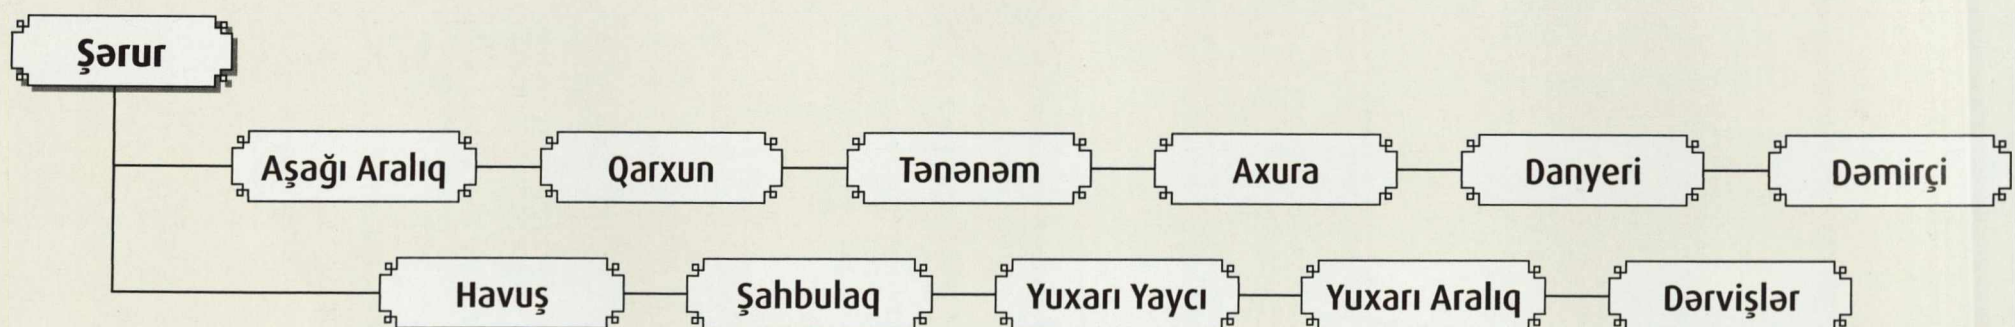 Şərur
Aşağı Aralıq Qarxun Tənənəm Axura Danyeri Dəmirçi
Havuş Şahbulaq Yuxarı Yaycı Yuxarı Aralıq Dərvişlər